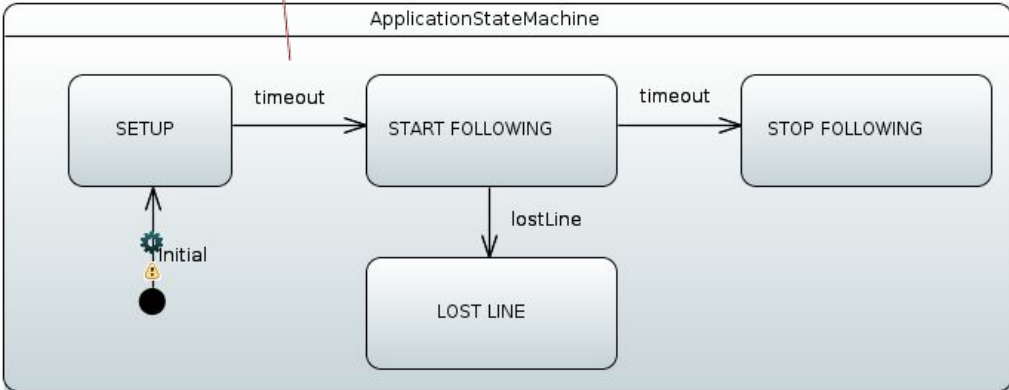 ApplicationStateMachine
timeout
timeout
SETUP
START FOLLOWING
STOP FOLLOWING
lostLine
Initial
LOST LINE